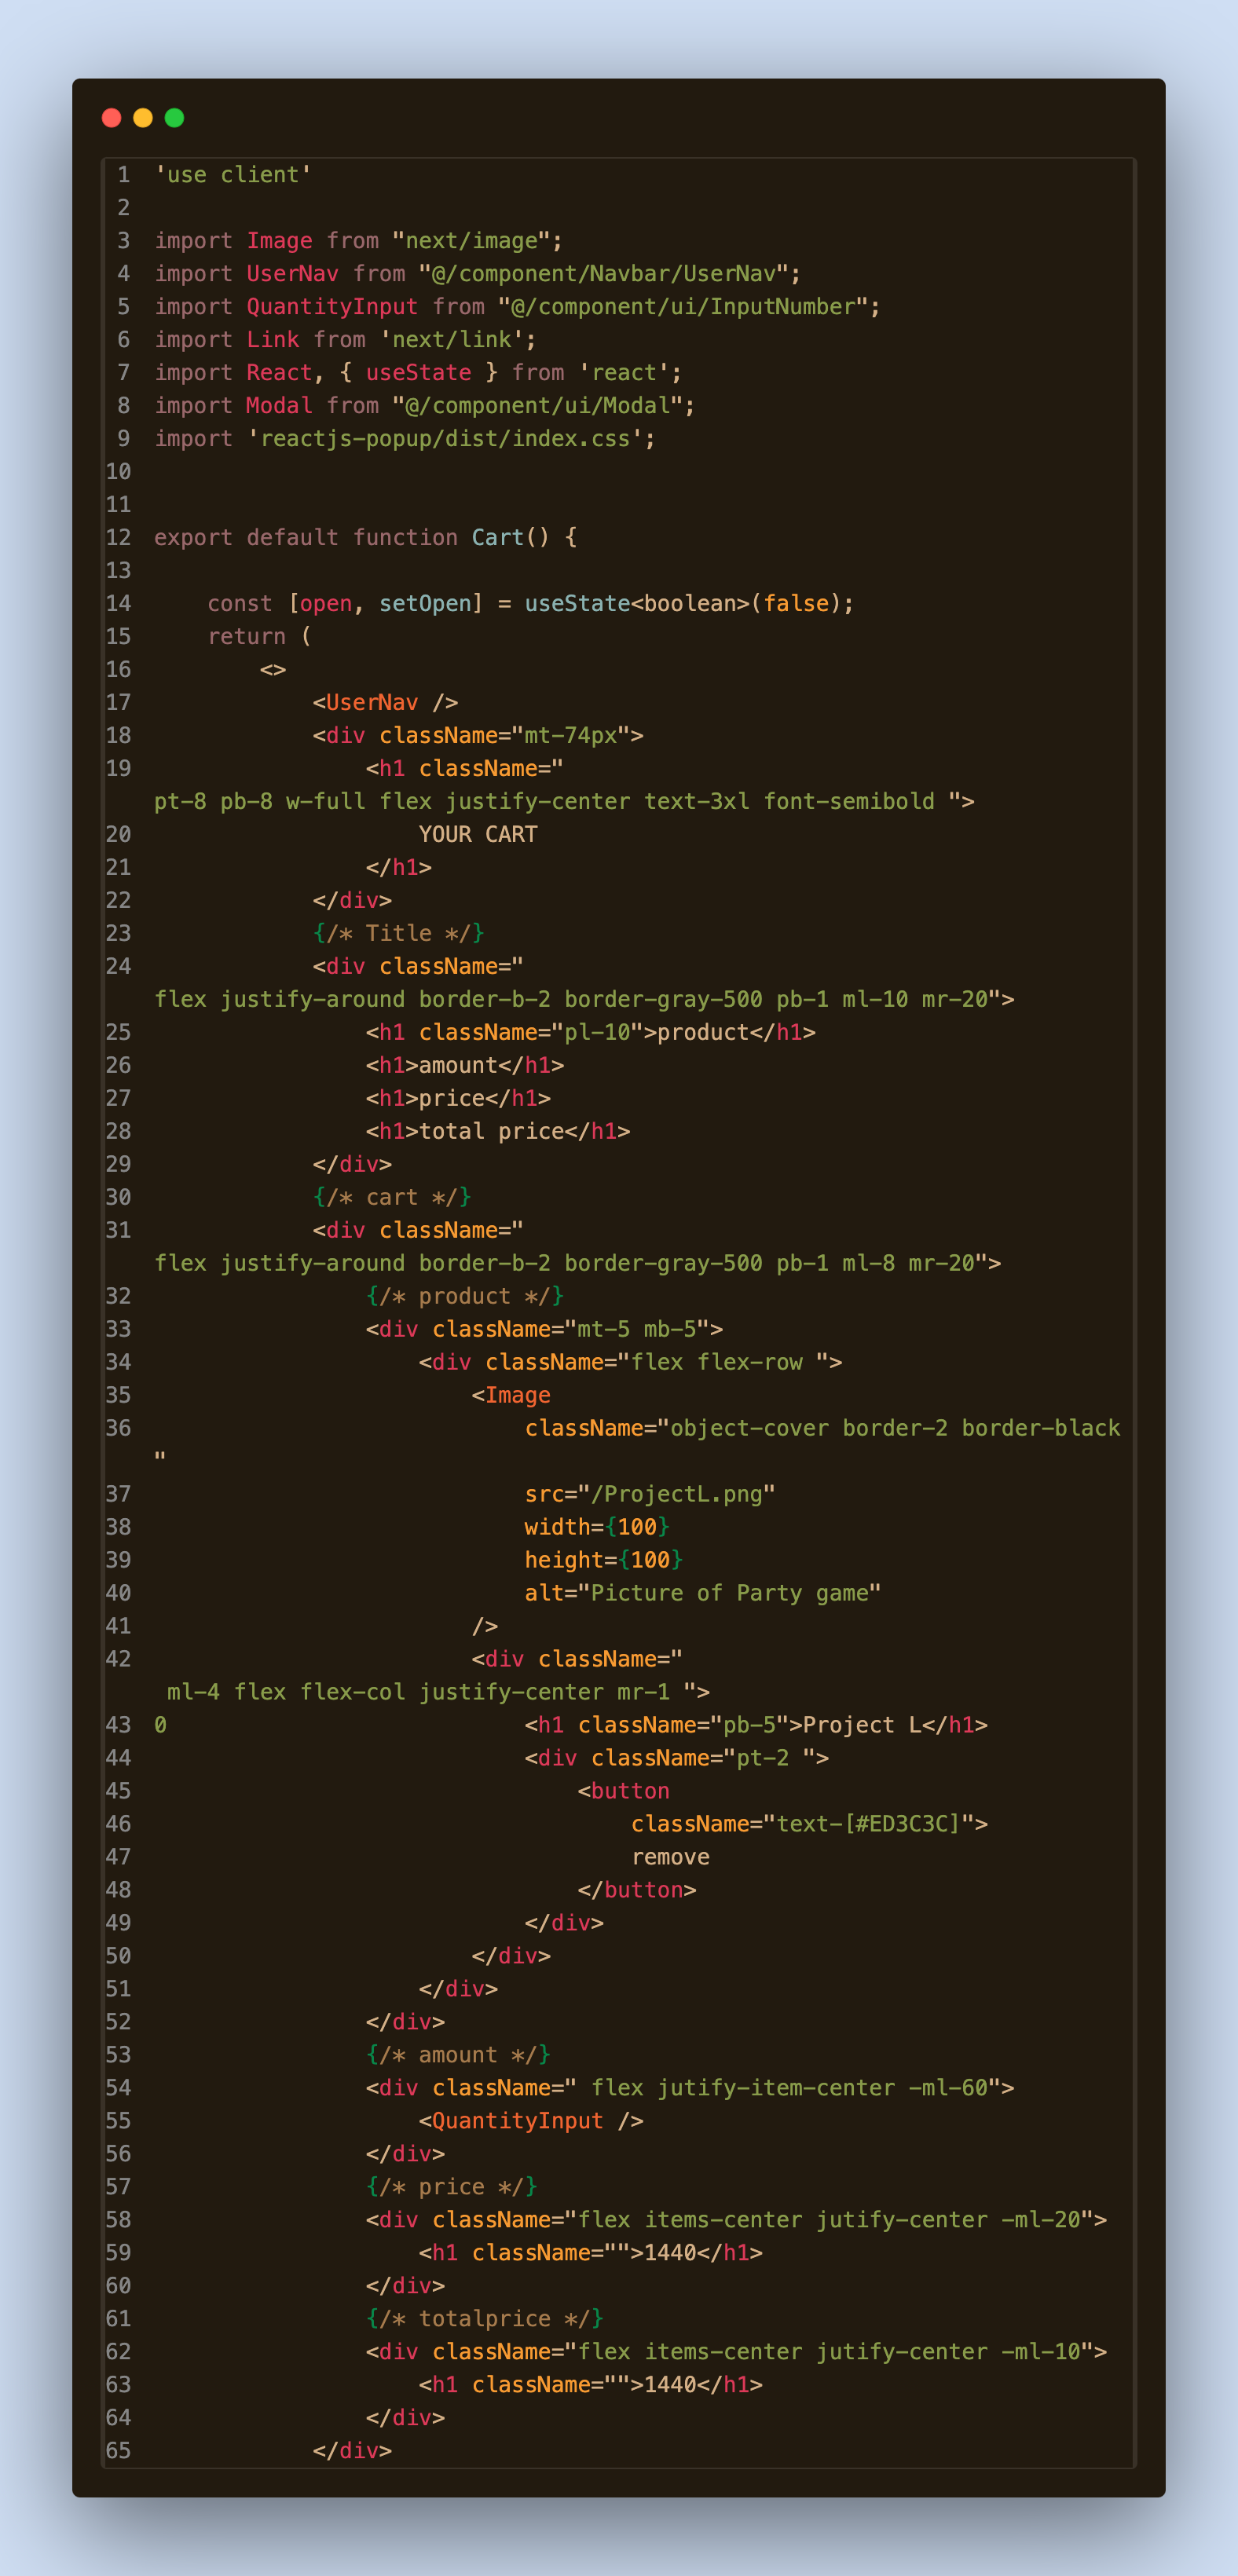 1 'use client'
2
3 import Image from "next/image";
4 import UserNav from "@/component/Navbar/UserNav";
5 import QuantityInput from "@/component/ui/InputNumber";
6 import Link from 'next/link';
7 import React, { useState } from 'react';
8 import Modal from "@/component/ui/Modal";
9 import 'reactjs-popup/dist/index.css';
10
11
12 export default function Cart() {
13
14     const [open, setOpen] = useState<boolean>(false);
15     return (
16         <>
17             <UserNav />
18             <div className="mt-74px">
19                 <h1 className="
pt-8 pb-8 w-full flex justify-center text-3xl font-semibold ">
20                     YOUR CART
21                 </h1>
22             </div>
23             {/* Title */}
24             <div className="
flex justify-around border-b-2 border-gray-500 pb-1 ml-10 mr-20">
25                 <h1 className="pl-10">product</h1>
26                 <h1>amount</h1>
27                 <h1>price</h1>
28                 <h1>total price</h1>
29             </div>
30             {/* cart */}
31             <div className="
flex justify-around border-b-2 border-gray-500 pb-1 ml-8 mr-20">
32                 {/* product */}
33                 <div className="mt-5 mb-5">
34                     <div className="flex flex-row ">
35                         <Image
36                             className="object-cover border-2 border-black
"
37                             src="/ProjectL.png"
38                             width={100}
39                             height={100}
40                             alt="Picture of Party game"
41                         />
42                         <div className="
 ml-4 flex flex-col justify-center mr-1 ">
43 0                           <h1 className="pb-5">Project L</h1>
44                             <div className="pt-2 ">
45                                 <button
46                                     className="text-[#ED3C3C]">
47                                     remove
48                                 </button>
49                             </div>
50                         </div>
51                     </div>
52                 </div>
53                 {/* amount */}
54                 <div className=" flex jutify-item-center -ml-60">
55                     <QuantityInput />
56                 </div>
57                 {/* price */}
58                 <div className="flex items-center jutify-center -ml-20">
59                     <h1 className="">1440</h1>
60                 </div>
61                 {/* totalprice */}
62                 <div className="flex items-center jutify-center -ml-10">
63                     <h1 className="">1440</h1>
64                 </div>
65             </div>